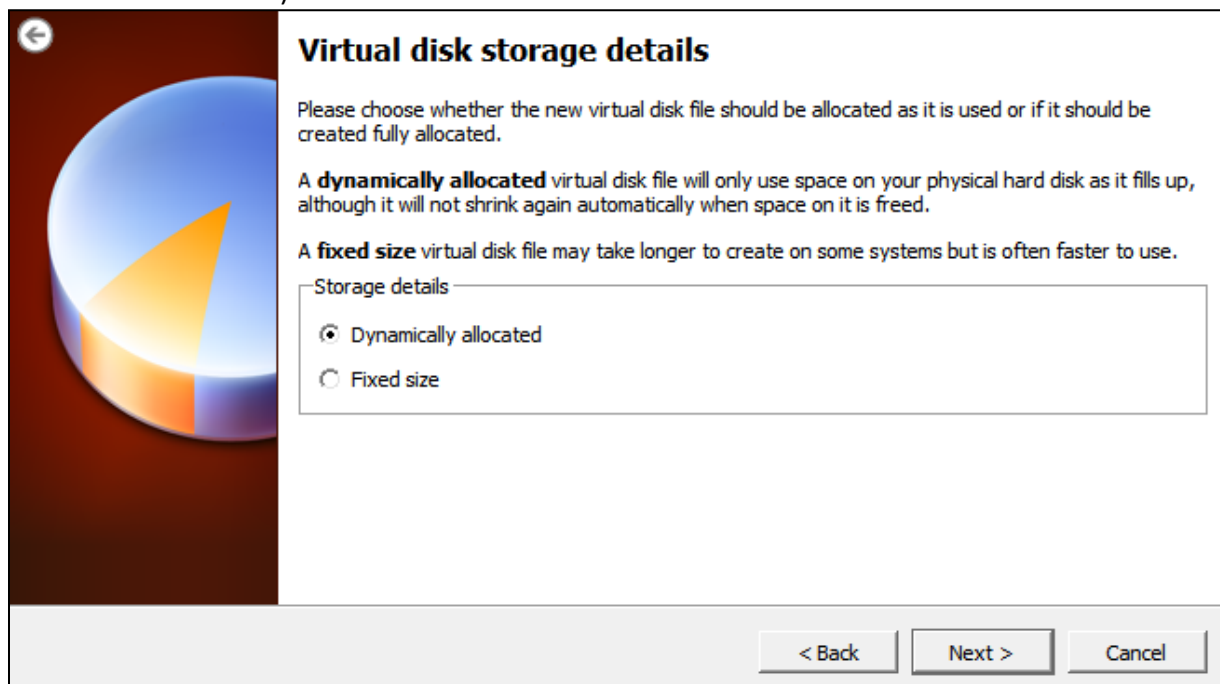 Virtual disk storage details
Please choose whether the new virtual disk file should be allocated as it is used or if it should be
created fully allocated.
A dynamically allocated virtual disk file will only use space on your physical hard disk as it fills up,
although it will not shrink again automatically when space on it is freed.
A fixed size virtual disk file may take longer to create on some systems but is often faster to use.
Storage details
Dynamically allocated
Fixed size
< Back
Next >
Cancel